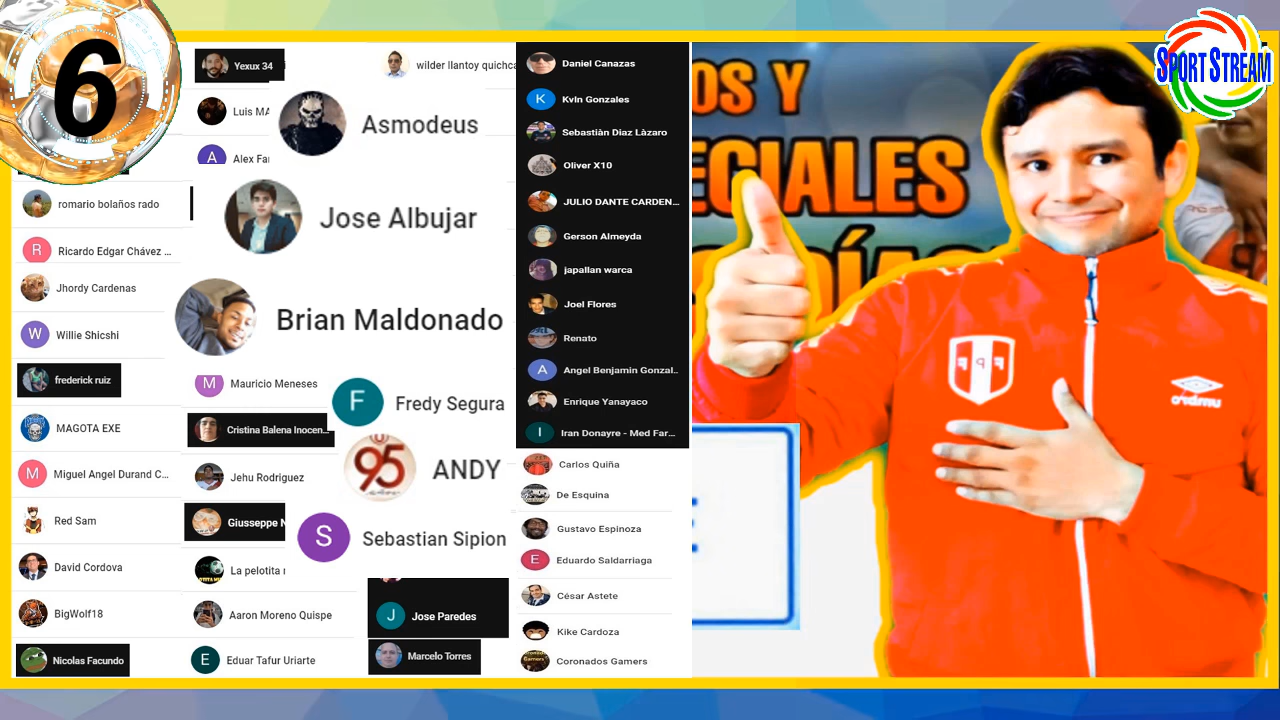 6
romario bolaños rado
Ricardo Edgar Chávez ...
Jhordy Cardenas
W Willie Shicshi
frederick ruiz
MAGOTA EXE
M Miguel Angel Durand C...
Red Sam
David Cordova
BigWolf18
Nicolas Facundo
Yexux 34
Luis MA
A Alex Far
Asmodeus
Jose Albujar
Brian Maldonado
M Mauricio Meneses
F Fredy Segura
Cristina Balena Inocen...
95 ANDY
Jehu Rodriguez
Giusseppe N
S Sebastian Sipion
La pelotita
Aaron Moreno Quispe
J Jose Paredes
E Eduar Tafur Uriarte
Marcelo Torres
wilder llantoy quichca
Daniel Canazas
K KvIn Gonzales
Sebastiàn Diaz Làzaro
Oliver X10
JULIO DANTE CARDEN...
Gerson Almeyda
japallan warca
Joel Flores
Renato
A Angel Benjamin Gonzal..
Enrique Yanayaco
I Iran Donayre - Med Far...
Carlos Quiña
De Esquina
Gustavo Espinoza
E Eduardo Saldarriaga
César Astete
Kike Cardoza
Coronados Gamers
OS Y
ECIALES
DÍAS
SPORT STREAM
FPF
umbro